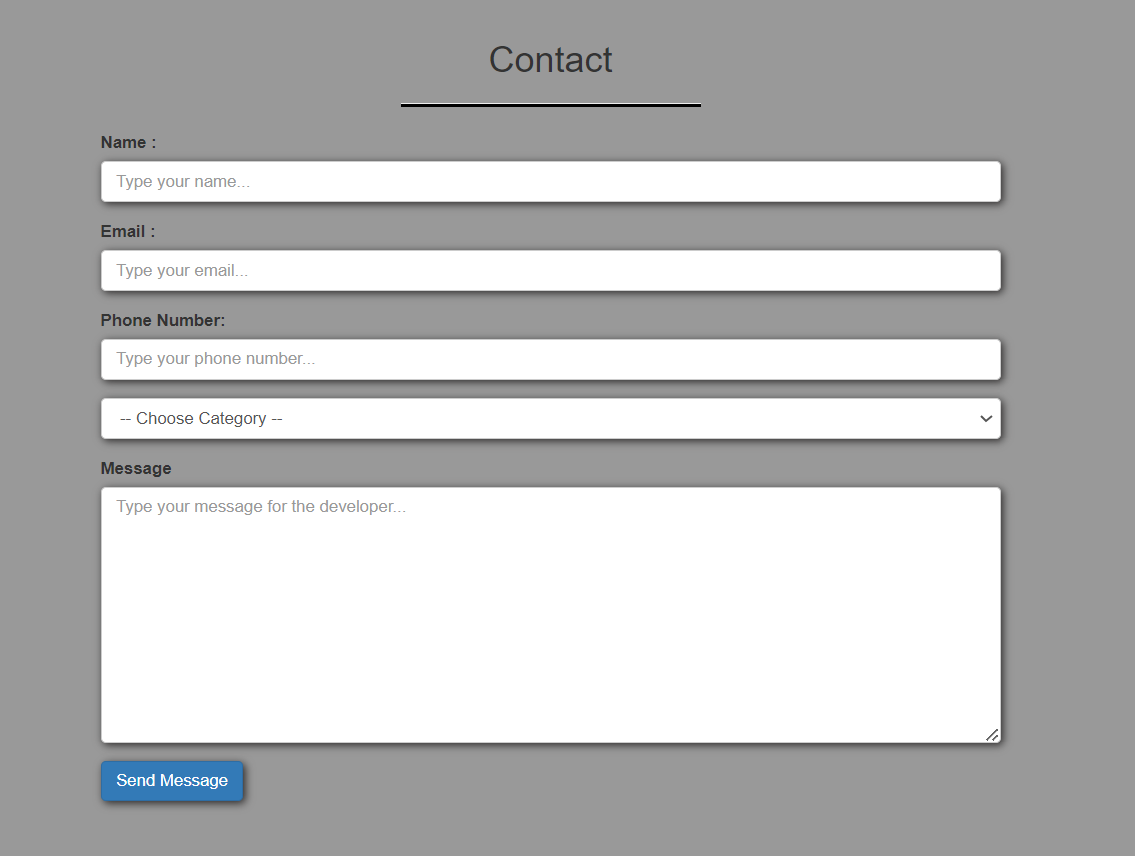 Contact
Name :
Type your name...
Email :
Type your email...
Phone Number:
Type your phone number...
-- Choose Category --
Message
Type your message for the developer...
Send Message